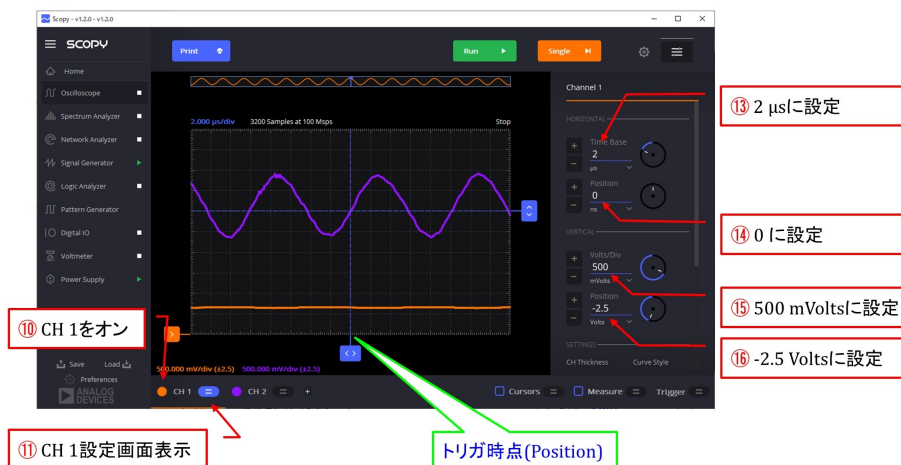 Scopy - v1.2.0 - v1.2.0
SCOPY
Print
Run
Single
Home
Oscilloscope
Spectrum Analyzer
Network Analyzer
Signal Generator
Logic Analyzer
Pattern Generator
Digital IO
Voltmeter
Power Supply
Save
Load
Preferences
ANALOG
DEVICES
2.000 µs/div
3200 Samples at 100 Msps
Stop
500.000 mV/div (±2.5)
500.000 mV/div (±2.5)
CH 1
CH 2
+
Cursors
Measure
Trigger
Channel 1
HORIZONTAL
+
Time Base
2
−
µs
+
Position
0
−
ns
VERTICAL
+
Volts/Div
500
−
mVolts
+
Position
-2.5
−
Volts
SETTINGS
CH Thickness
Curve Style
⑬ 2 μsに設定
⑭ 0 に設定
⑮ 500 mVoltsに設定
⑯ -2.5 Voltsに設定
⑩ CH 1をオン
⑪ CH 1設定画面表示
トリガ時点(Position)